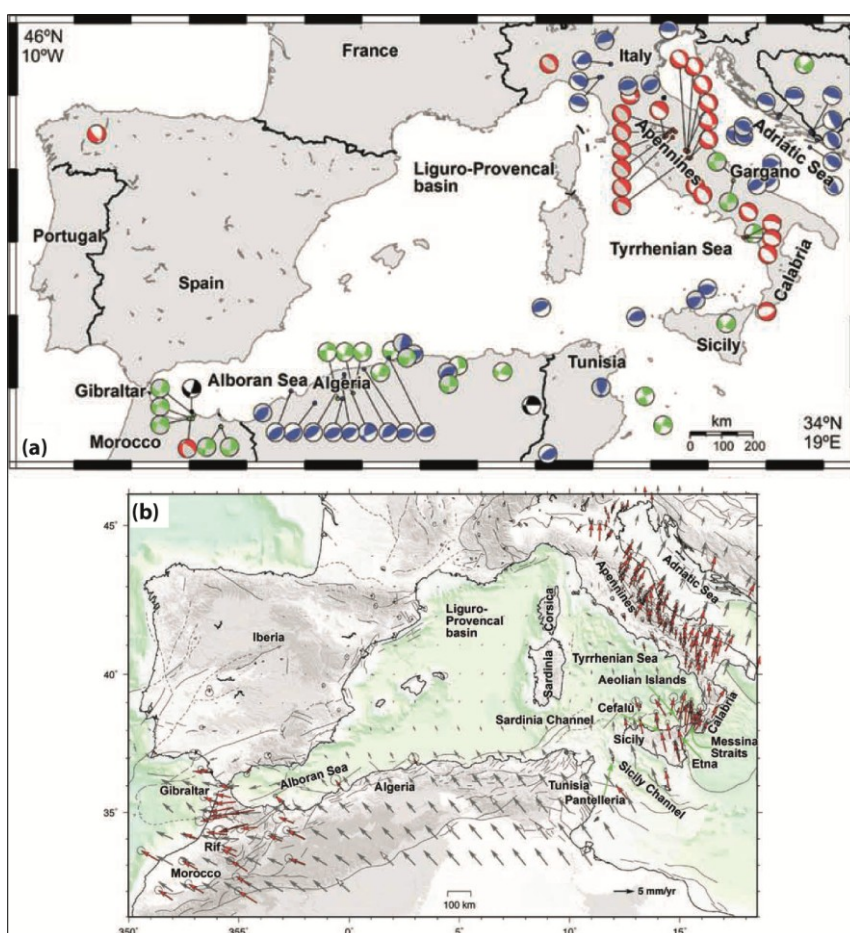 46ºN
10ºW
France
Italy
Apennines
Adriatic Sea
Liguro-Provencal
basin
Gargano
Portugal
Spain
Tyrrhenian Sea
Calabria
Sicily
Gibraltar
Alboran Sea
Algeria
Tunisia
Morocco
km
0 100 200
34ºN
19ºE
(a)
(b)
45˚
Apennines
Adriatic Sea
Liguro-
Provencal
basin
Corsica
Iberia
Sardinia
Tyrrhenian Sea
40˚
Aeolian Islands
Cefalù
Calabria
Sardinia Channel
Sicily
Messina
Straits
Etna
Alboran Sea
Gibraltar
Algeria
Tunisia
Sicily Channel
Pantelleria
35˚
Rif
Morocco
100 km
5 mm/yr
350˚ 355˚ 0˚ 5˚ 10˚ 15˚